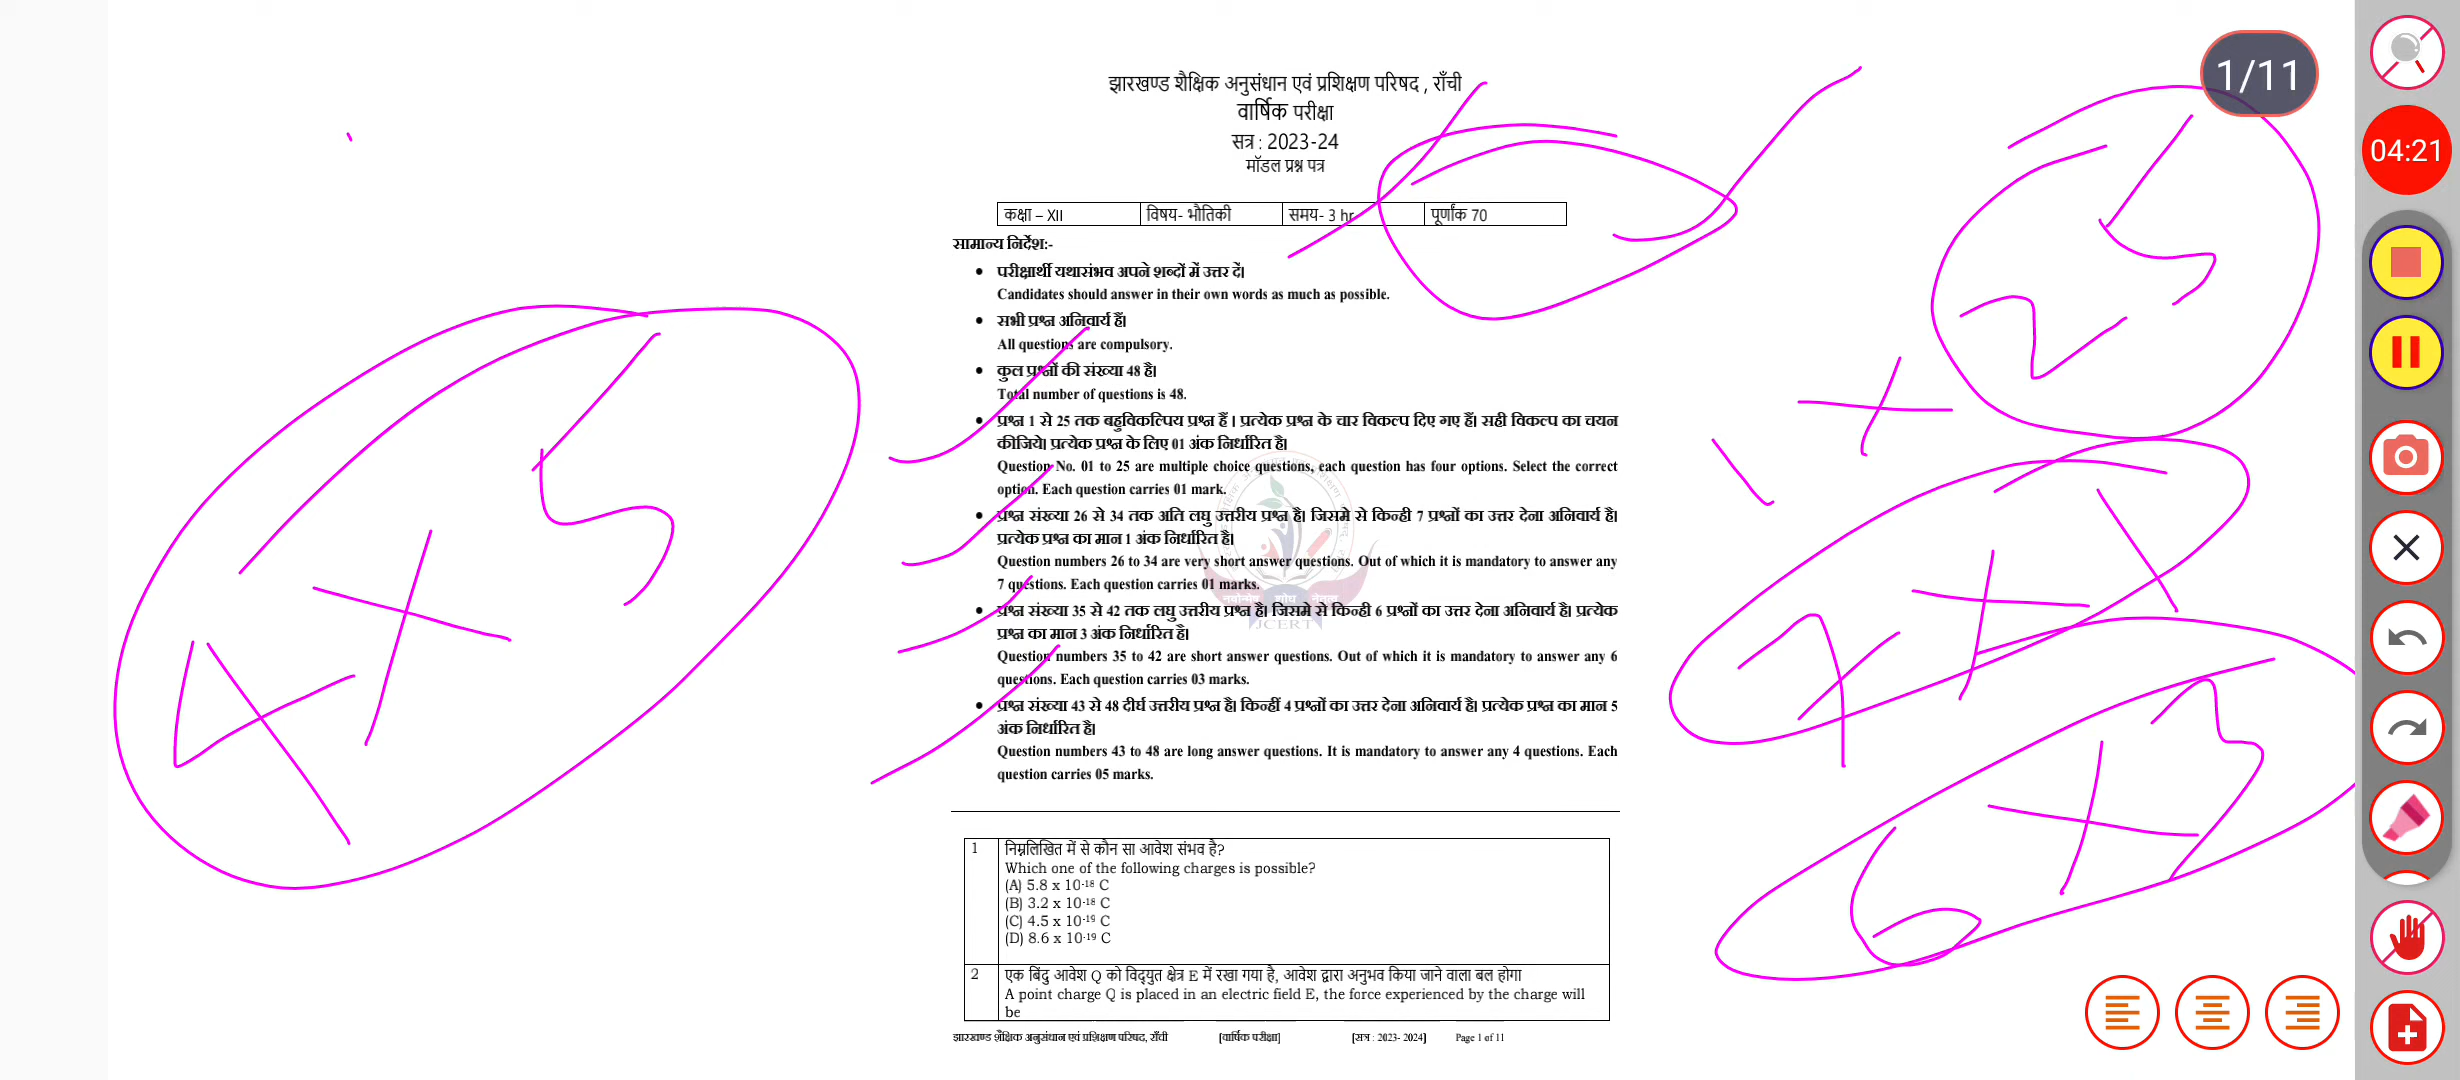 झारखण्ड शैक्षिक अनुसंधान एवं प्रशिक्षण परिषद , राँची
वार्षिक परीक्षा
सत्र : 2023-24
मॉडल प्रश्न पत्र
1/11
04:21
कक्षा – XII विषय- भौतिकी समय- 3 hr पूर्णांक 70
सामान्य निर्देश:-
• परीक्षार्थी यथासंभव अपने शब्दों में उत्तर दें।
Candidates should answer in their own words as much as possible.
• सभी प्रश्न अनिवार्य हैं।
All questions are compulsory.
• कुल प्रश्नों की संख्या 48 है।
Total number of questions is 48.
• प्रश्न 1 से 25 तक बहुविकल्पिय प्रश्न हैं । प्रत्येक प्रश्न के चार विकल्प दिए गए हैं। सही विकल्प का चयन
कीजिये। प्रत्येक प्रश्न के लिए 01 अंक निर्धारित है।
Question No. 01 to 25 are multiple choice questions, each question has four options. Select the correct
option. Each question carries 01 mark.
• प्रश्न संख्या 26 से 34 तक अति लघु उत्तरीय प्रश्न है। जिसमे से किन्ही 7 प्रश्नों का उत्तर देना अनिवार्य है।
प्रत्येक प्रश्न का मान 1 अंक निर्धारित है।
Question numbers 26 to 34 are very short answer questions. Out of which it is mandatory to answer any
7 questions. Each question carries 01 marks.
• प्रश्न संख्या 35 से 42 तक लघु उत्तरीय प्रश्न है। जिसमे से किन्ही 6 प्रश्नों का उत्तर देना अनिवार्य है। प्रत्येक
प्रश्न का मान 3 अंक निर्धारित है।
Question numbers 35 to 42 are short answer questions. Out of which it is mandatory to answer any 6
questions. Each question carries 03 marks.
• प्रश्न संख्या 43 से 48 दीर्घ उत्तरीय प्रश्न है। किन्हीं 4 प्रश्नों का उत्तर देना अनिवार्य है। प्रत्येक प्रश्न का मान 5
अंक निर्धारित है।
Question numbers 43 to 48 are long answer questions. It is mandatory to answer any 4 questions. Each
question carries 05 marks.
JCERT
4 x 5
25
+
7 x 1
6 x 3
1 निम्नलिखित में से कौन सा आवेश संभव है?
Which one of the following charges is possible?
(A) 5.8 x 10-18 C
(B) 3.2 x 10-18 C
(C) 4.5 x 10-19 C
(D) 8.6 x 10-19 C
2 एक बिंदु आवेश Q को विद्युत क्षेत्र E में रखा गया है, आवेश द्वारा अनुभव किया जाने वाला बल होगा
A point charge Q is placed in an electric field E, the force experienced by the charge will
be
झारखण्ड शैक्षिक अनुसंधान एवं प्रशिक्षण परिषद, राँची [वार्षिक परीक्षा] [सत्र : 2023- 2024] Page 1 of 11